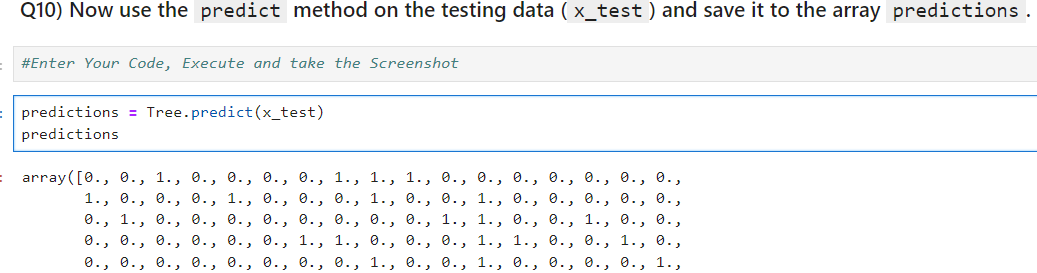 Q10) Now use the predict method on the testing data ( x_test ) and save it to the array predictions .
#Enter Your Code, Execute and take the Screenshot
predictions = Tree.predict(x_test)
predictions
array([0., 0., 1., 0., 0., 0., 0., 1., 1., 1., 0., 0., 0., 0., 0., 0., 0.,
1., 0., 0., 0., 1., 0., 0., 0., 1., 0., 0., 1., 0., 0., 0., 0., 0.,
0., 1., 0., 0., 0., 0., 0., 0., 0., 0., 1., 1., 0., 0., 1., 0., 0.,
0., 0., 0., 0., 0., 0., 1., 1., 0., 0., 0., 1., 1., 0., 0., 1., 0.,
0., 0., 0., 0., 0., 0., 0., 0., 1., 0., 0., 1., 0., 0., 0., 0., 1.,